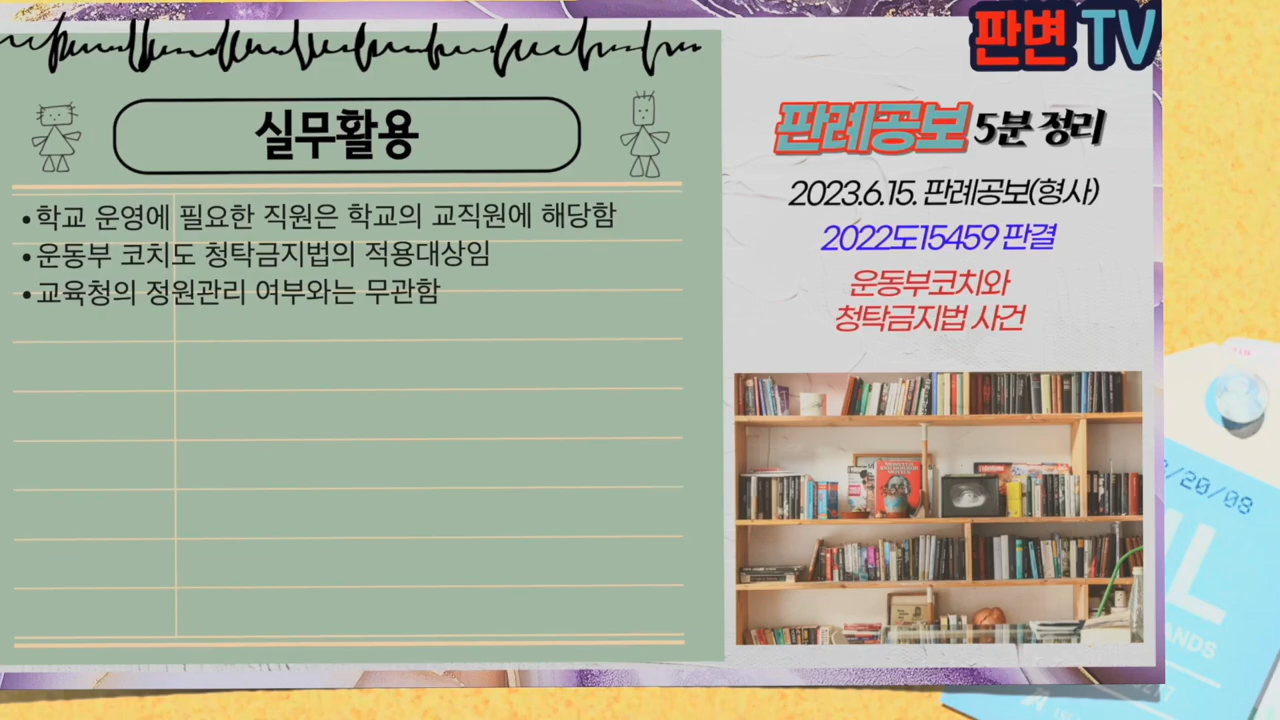 판변 TV
실무활용
• 학교 운영에 필요한 직원은 학교의 교직원에 해당함
• 운동부 코치도 청탁금지법의 적용대상임
• 교육청의 정원관리 여부와는 무관함
판례공보 5분 정리
2023.6.15. 판례공보(형사)
2022도15459 판결
운동부코치와
청탁금지법 사건
/20/08